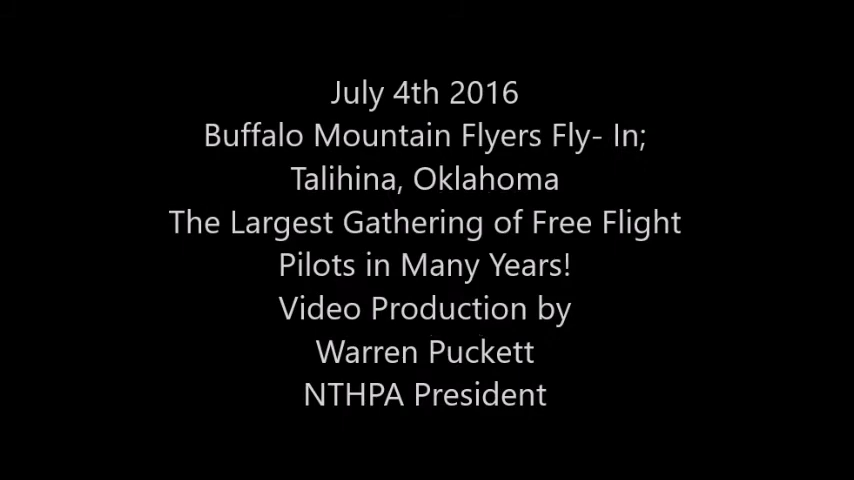 July 4th 2016
Buffalo Mountain Flyers Fly- In;
Talihina, Oklahoma
The Largest Gathering of Free Flight
Pilots in Many Years!
Video Production by
Warren Puckett
NTHPA President